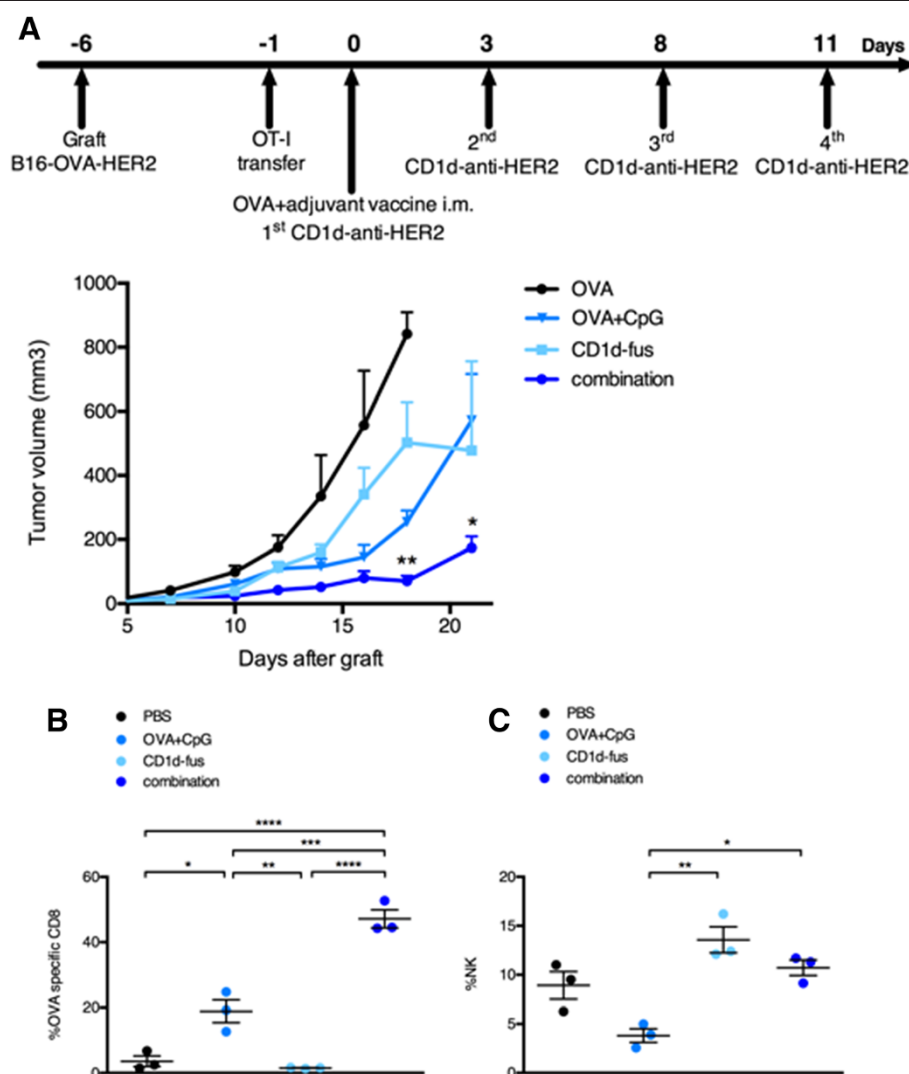 A
-6 -1 0 3 8 11 Days
Graft
B16-OVA-HER2
OT-I
transfer
OVA+adjuvant vaccine i.m.
1st CD1d-anti-HER2
2nd
CD1d-anti-HER2
3rd
CD1d-anti-HER2
4th
CD1d-anti-HER2
Tumor volume (mm3)
1000
800
600
400
200
0
5 10 15 20
Days after graft
OVA
OVA+CpG
CD1d-fus
combination
**
*
B
PBS
OVA+CpG
CD1d-fus
combination
****
***
* ** ****
%OVA specific CD8
60
40
20
0
C
PBS
OVA+CpG
CD1d-fus
combination
*
**
%NK
20
15
10
5
0